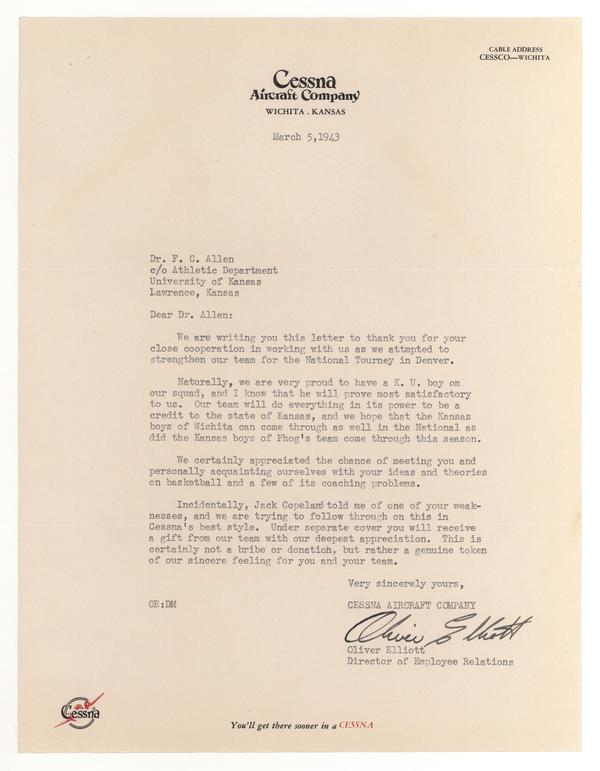 CABLE ADDRESS
CESSCO—WICHITA
Cessna
Aircraft Company
WICHITA . KANSAS
March 5,1943
Dr. F. C. Allen
c/o Athletic Department
University of Kansas
Lawrence, Kansas
Dear Dr. Allen:
We are writing you this letter to thank you for your
close cooperation in working with us as we attmpted to
strengthen our team for the National Tourney in Denver.
Naturally, we are very proud to have a K. U. boy on
our squad, and I know that he will prove most satisfactory
to us. Our team will do everything in its power to be a
credit to the state of Kansas, and we hope that the Kansas
boys of Wichita can come through as well in the National as
did the Kansas boys of Phog's team come through this season.
We certainly appreciated the chance of meeting you and
personally acquainting ourselves with your ideas and theories
on basketball and a few of its coaching problems.
Incidentally, Jack Copeland told me of one of your weak-
nesses, and we are trying to follow through on this in
Cessna's best style. Under separate cover you will receive
a gift from our team with our deepest appreciation. This is
certainly not a bribe or donation, but rather a genuine token
of our sincere feeling for you and your team.
Very sincerely yours,
OE:DM CESSNA AIRCRAFT COMPANY
Oliver Elliott
Oliver Elliott
Director of Employee Relations
Cessna
You'll get there sooner in a CESSNA